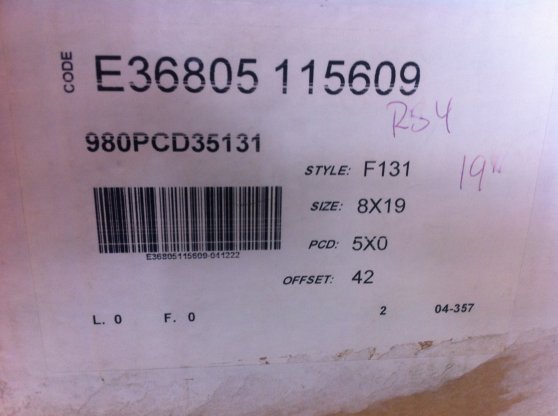 CODE E36805 115609
RS4
980PCD35131
STYLE: F131
19"
SIZE: 8X19
PCD: 5X0
E36805115609-041222
OFFSET: 42
L. 0 F. 0 2 04-357